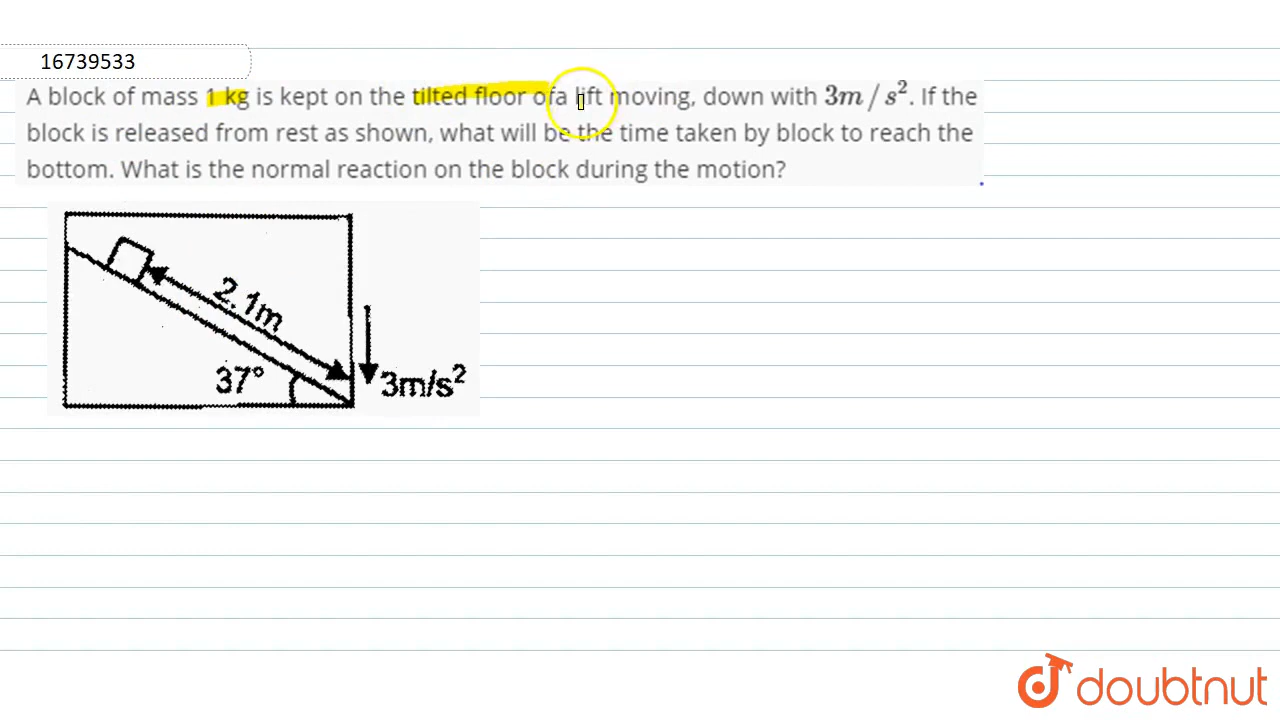 16739533
A block of mass 1 kg is kept on the tilted floor ofa lift moving, down with 3m/s². If the
block is released from rest as shown, what will be the time taken by block to reach the
bottom. What is the normal reaction on the block during the motion?
2.1m
37°
3m/s²
doubtnut